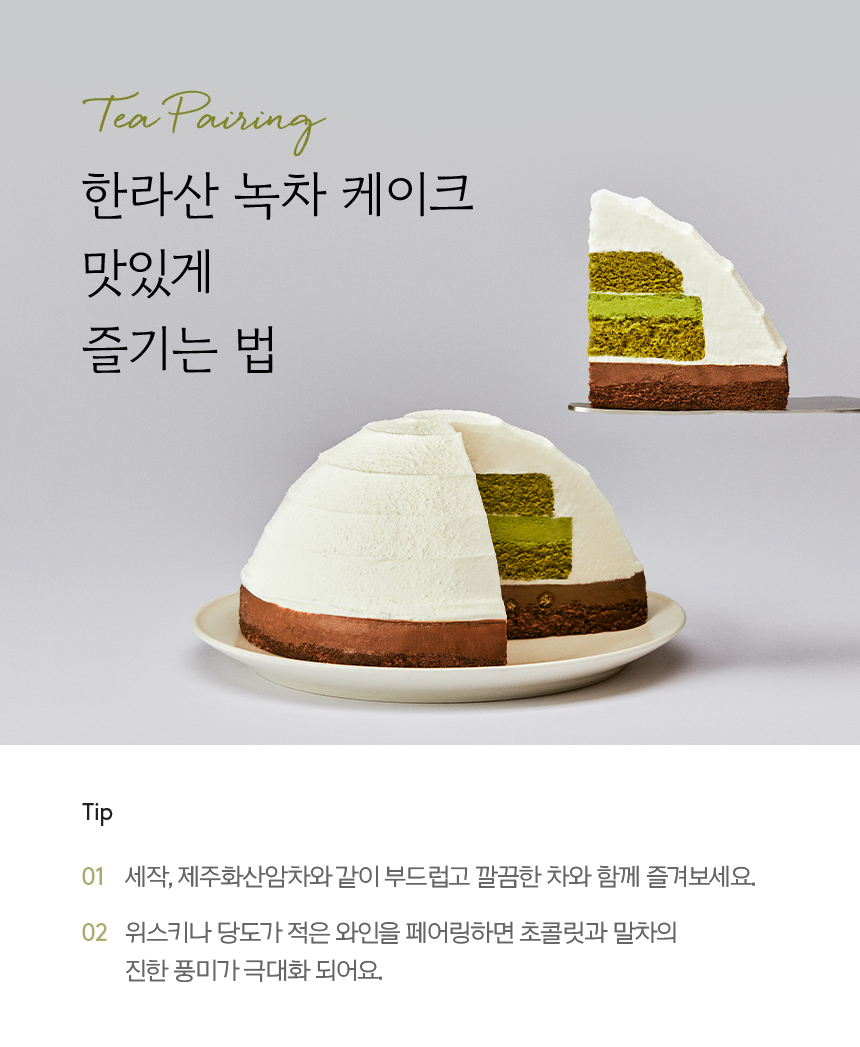 Tea Pairing
한라산 녹차 케이크
맛있게
즐기는 법
Tip
01 세작, 제주화산암차와 같이 부드럽고 깔끔한 차와 함께 즐겨보세요.
02 위스키나 당도가 적은 와인을 페어링하면 초콜릿과 말차의
진한 풍미가 극대화 되어요.